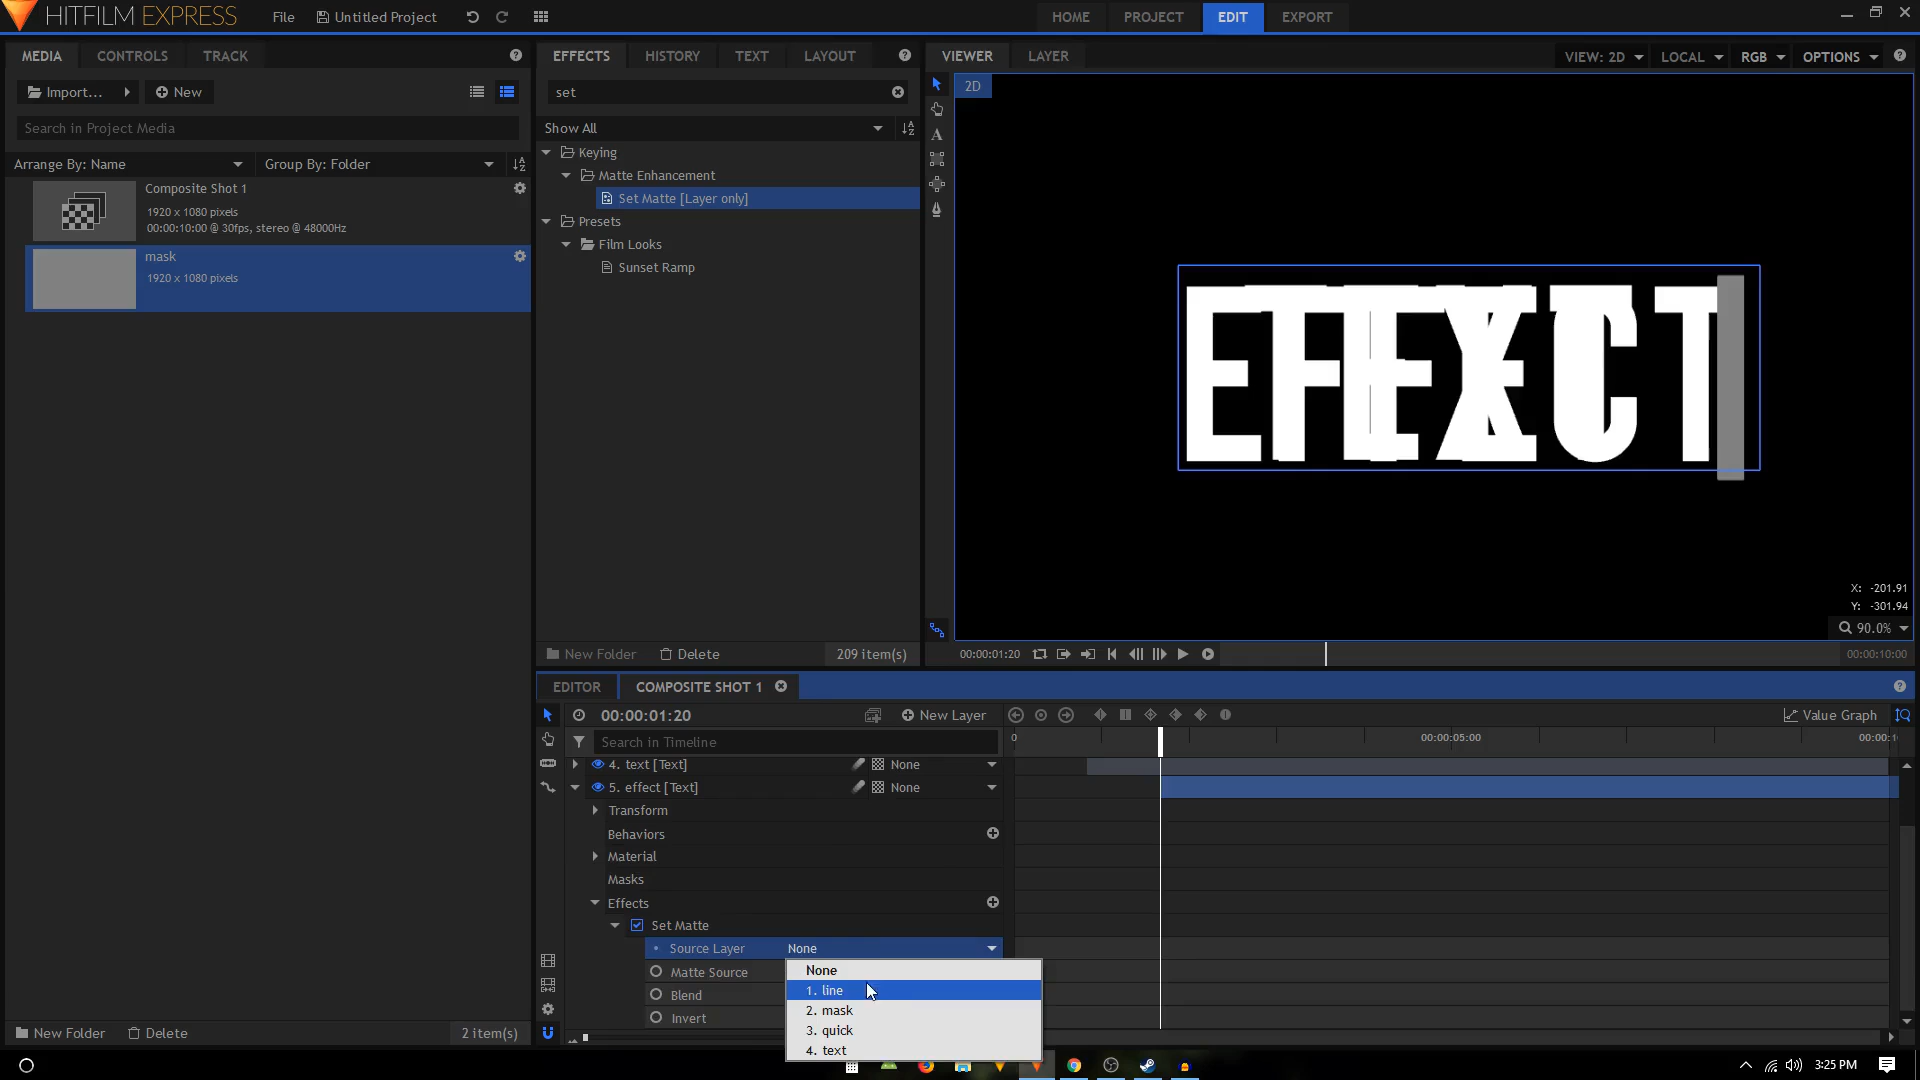 HITFILM EXPRESS
File
Untitled Project
HOME
PROJECT
EDIT
EXPORT
MEDIA
CONTROLS
TRACK
EFFECTS
HISTORY
TEXT
LAYOUT
VIEWER
LAYER
VIEW: 2D
LOCAL
RGB
OPTIONS
Import...
New
Search in Project Media
Arrange By: Name
Group By: Folder
Composite Shot 1
1920 x 1080 pixels
00:00:10:00 @ 30fps, stereo @ 48000Hz
mask
1920 x 1080 pixels
New Folder
Delete
2 item(s)
set
Show All
Keying
Matte Enhancement
Set Matte [Layer only]
Presets
Film Looks
Sunset Ramp
New Folder
Delete
209 item(s)
2D
X: -201.91
Y: -301.94
90.0%
00:00:01:20
00:00:10:00
EDITOR
COMPOSITE SHOT 1
00:00:01:20
New Layer
Value Graph
Search in Timeline
0
00:00:05:00
4. text [Text]
None
5. effect [Text]
None
Transform
Behaviors
Material
Masks
Effects
Set Matte
Source Layer
None
Matte Source
Blend
Invert
None
1. line
2. mask
3. quick
4. text
3:25 PM